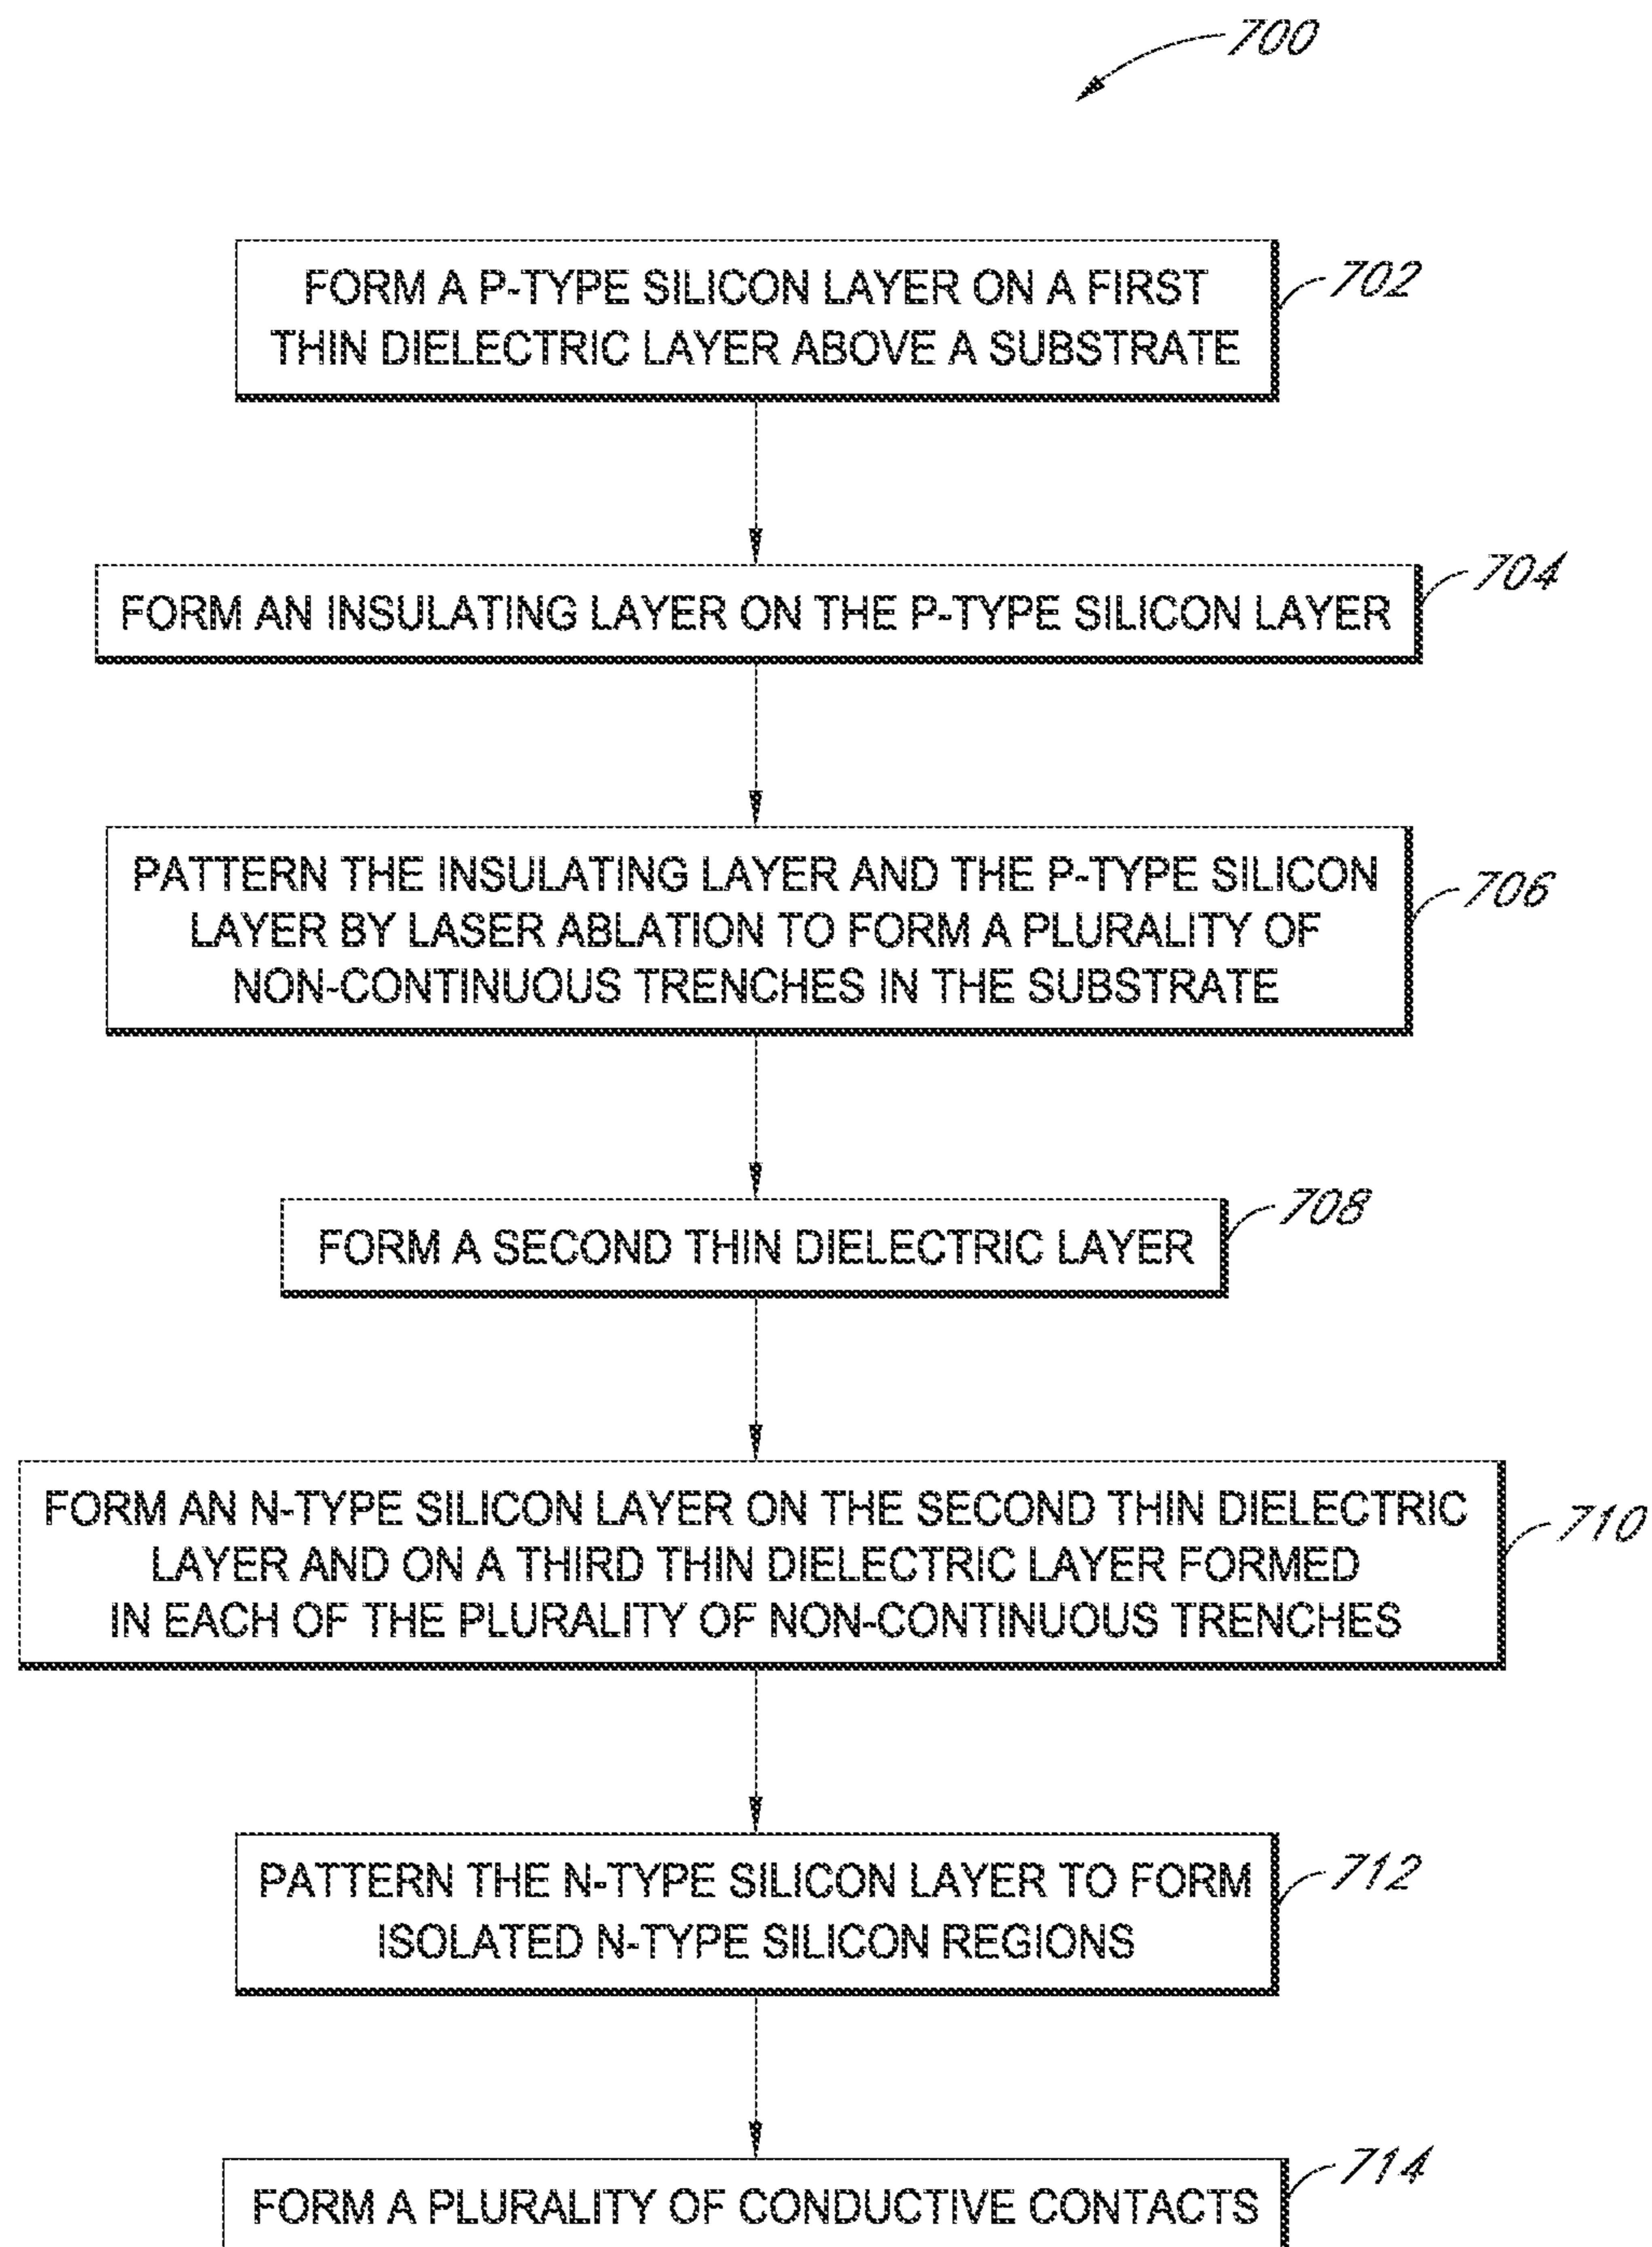 700
FORM A P-TYPE SILICON LAYER ON A FIRST
THIN DIELECTRIC LAYER ABOVE A SUBSTRATE
702
FORM AN INSULATING LAYER ON THE P-TYPE SILICON LAYER
704
PATTERN THE INSULATING LAYER AND THE P-TYPE SILICON
LAYER BY LASER ABLATION TO FORM A PLURALITY OF
NON-CONTINUOUS TRENCHES IN THE SUBSTRATE
706
FORM A SECOND THIN DIELECTRIC LAYER
708
FORM AN N-TYPE SILICON LAYER ON THE SECOND THIN DIELECTRIC
LAYER AND ON A THIRD THIN DIELECTRIC LAYER FORMED
IN EACH OF THE PLURALITY OF NON-CONTINUOUS TRENCHES
710
PATTERN THE N-TYPE SILICON LAYER TO FORM
ISOLATED N-TYPE SILICON REGIONS
712
FORM A PLURALITY OF CONDUCTIVE CONTACTS
714